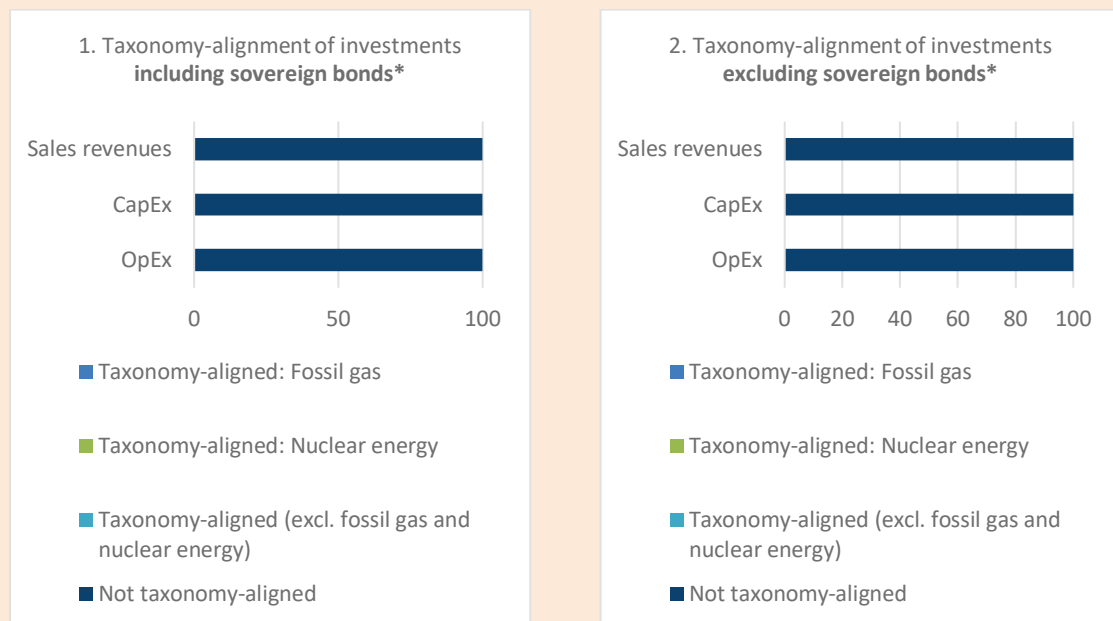 1. Taxonomy-alignment of investments
including sovereign bonds*
Sales revenues
CapEx
OpEx
0 50 100
Taxonomy-aligned: Fossil gas
Taxonomy-aligned: Nuclear energy
Taxonomy-aligned (excl. fossil gas and
nuclear energy)
Not taxonomy-aligned
2. Taxonomy-alignment of investments
excluding sovereign bonds*
Sales revenues
CapEx
OpEx
0 20 40 60 80 100
Taxonomy-aligned: Fossil gas
Taxonomy-aligned: Nuclear energy
Taxonomy-aligned (excl. fossil gas and
nuclear energy)
Not taxonomy-aligned